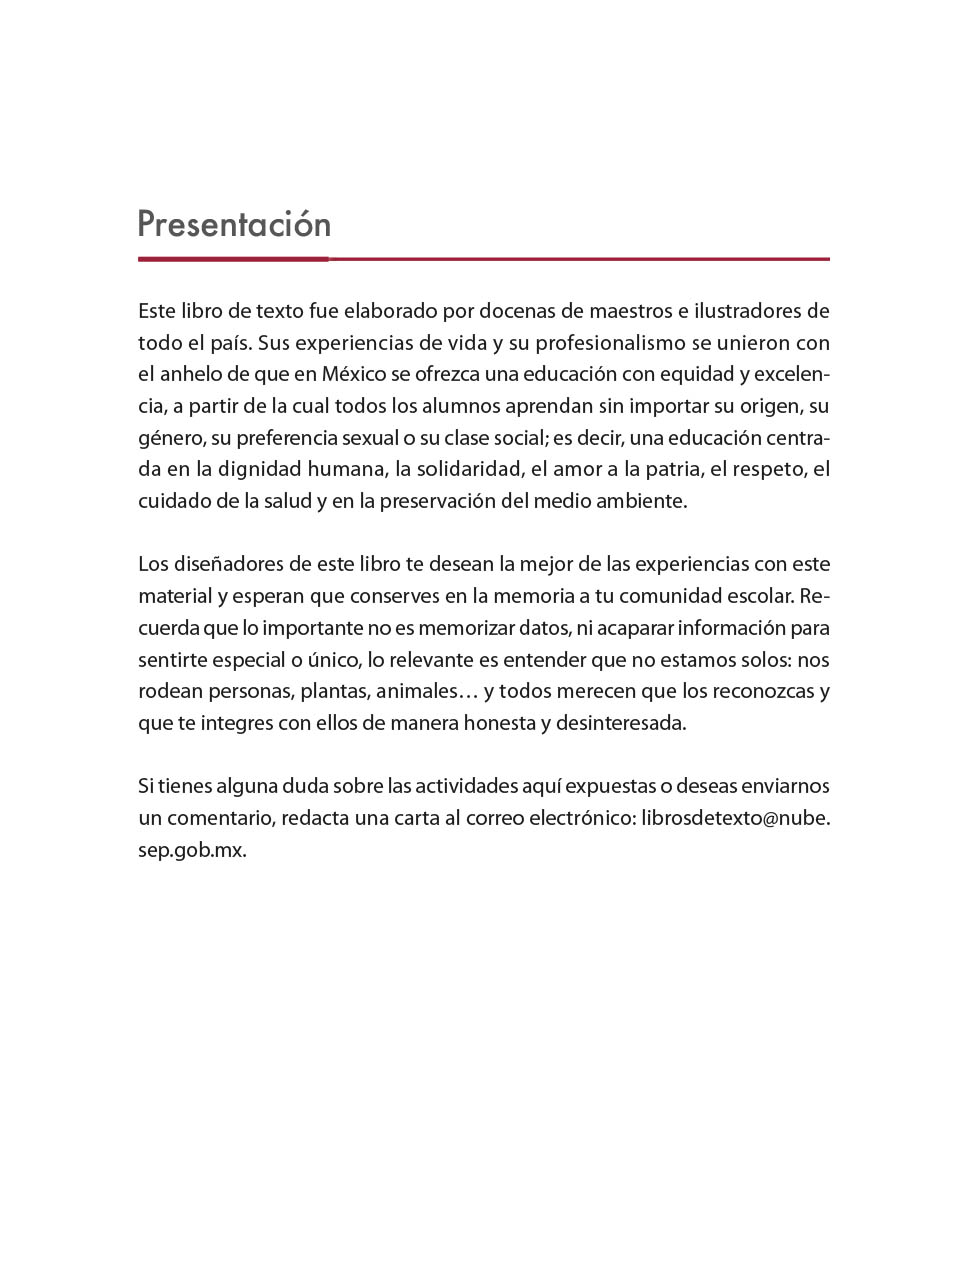 Presentación
Este libro de texto fue elaborado por docenas de maestros e ilustradores de
todo el país. Sus experiencias de vida y su profesionalismo se unieron con
el anhelo de que en México se ofrezca una educación con equidad y excelen-
cia, a partir de la cual todos los alumnos aprendan sin importar su origen, su
género, su preferencia sexual o su clase social; es decir, una educación centra-
da en la dignidad humana, la solidaridad, el amor a la patria, el respeto, el
cuidado de la salud y en la preservación del medio ambiente.
Los diseñadores de este libro te desean la mejor de las experiencias con este
material y esperan que conserves en la memoria a tu comunidad escolar. Re-
cuerda que lo importante no es memorizar datos, ni acaparar información para
sentirte especial o único, lo relevante es entender que no estamos solos: nos
rodean personas, plantas, animales… y todos merecen que los reconozcas y
que te integres con ellos de manera honesta y desinteresada.
Si tienes alguna duda sobre las actividades aquí expuestas o deseas enviarnos
un comentario, redacta una carta al correo electrónico: librosdetexto@nube.
sep.gob.mx.